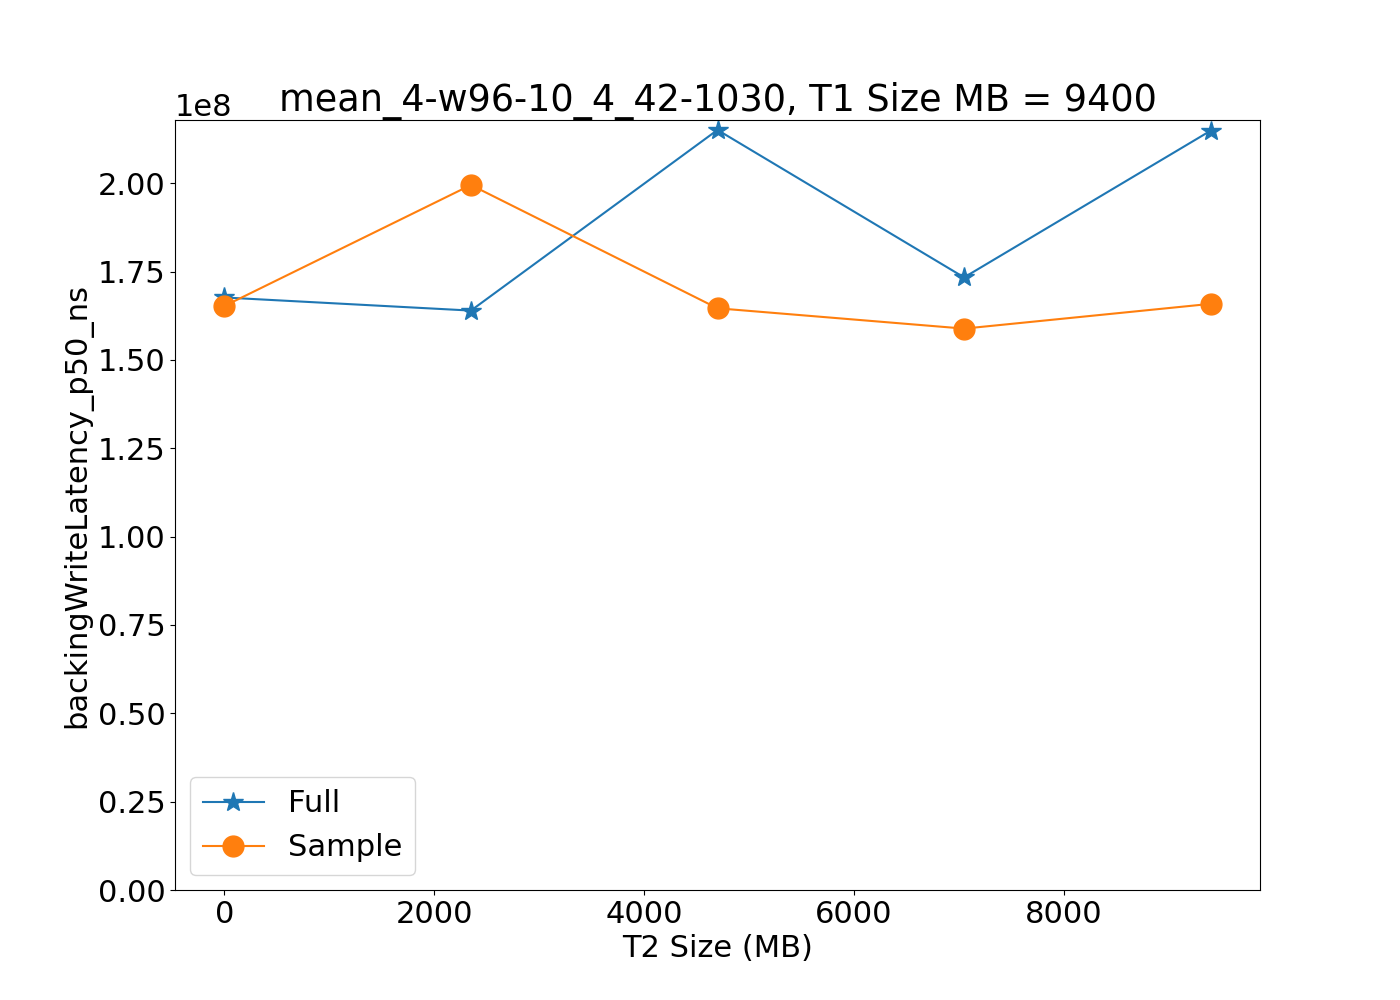 mean_4-w96-10_4_42-1030, T1 Size MB = 9400
1e8
2.00
1.75
1.50
1.25
1.00
0.75
0.50
0.25
0.00
backingWriteLatency_p50_ns
Full
Sample
0 2000 4000 6000 8000
T2 Size (MB)